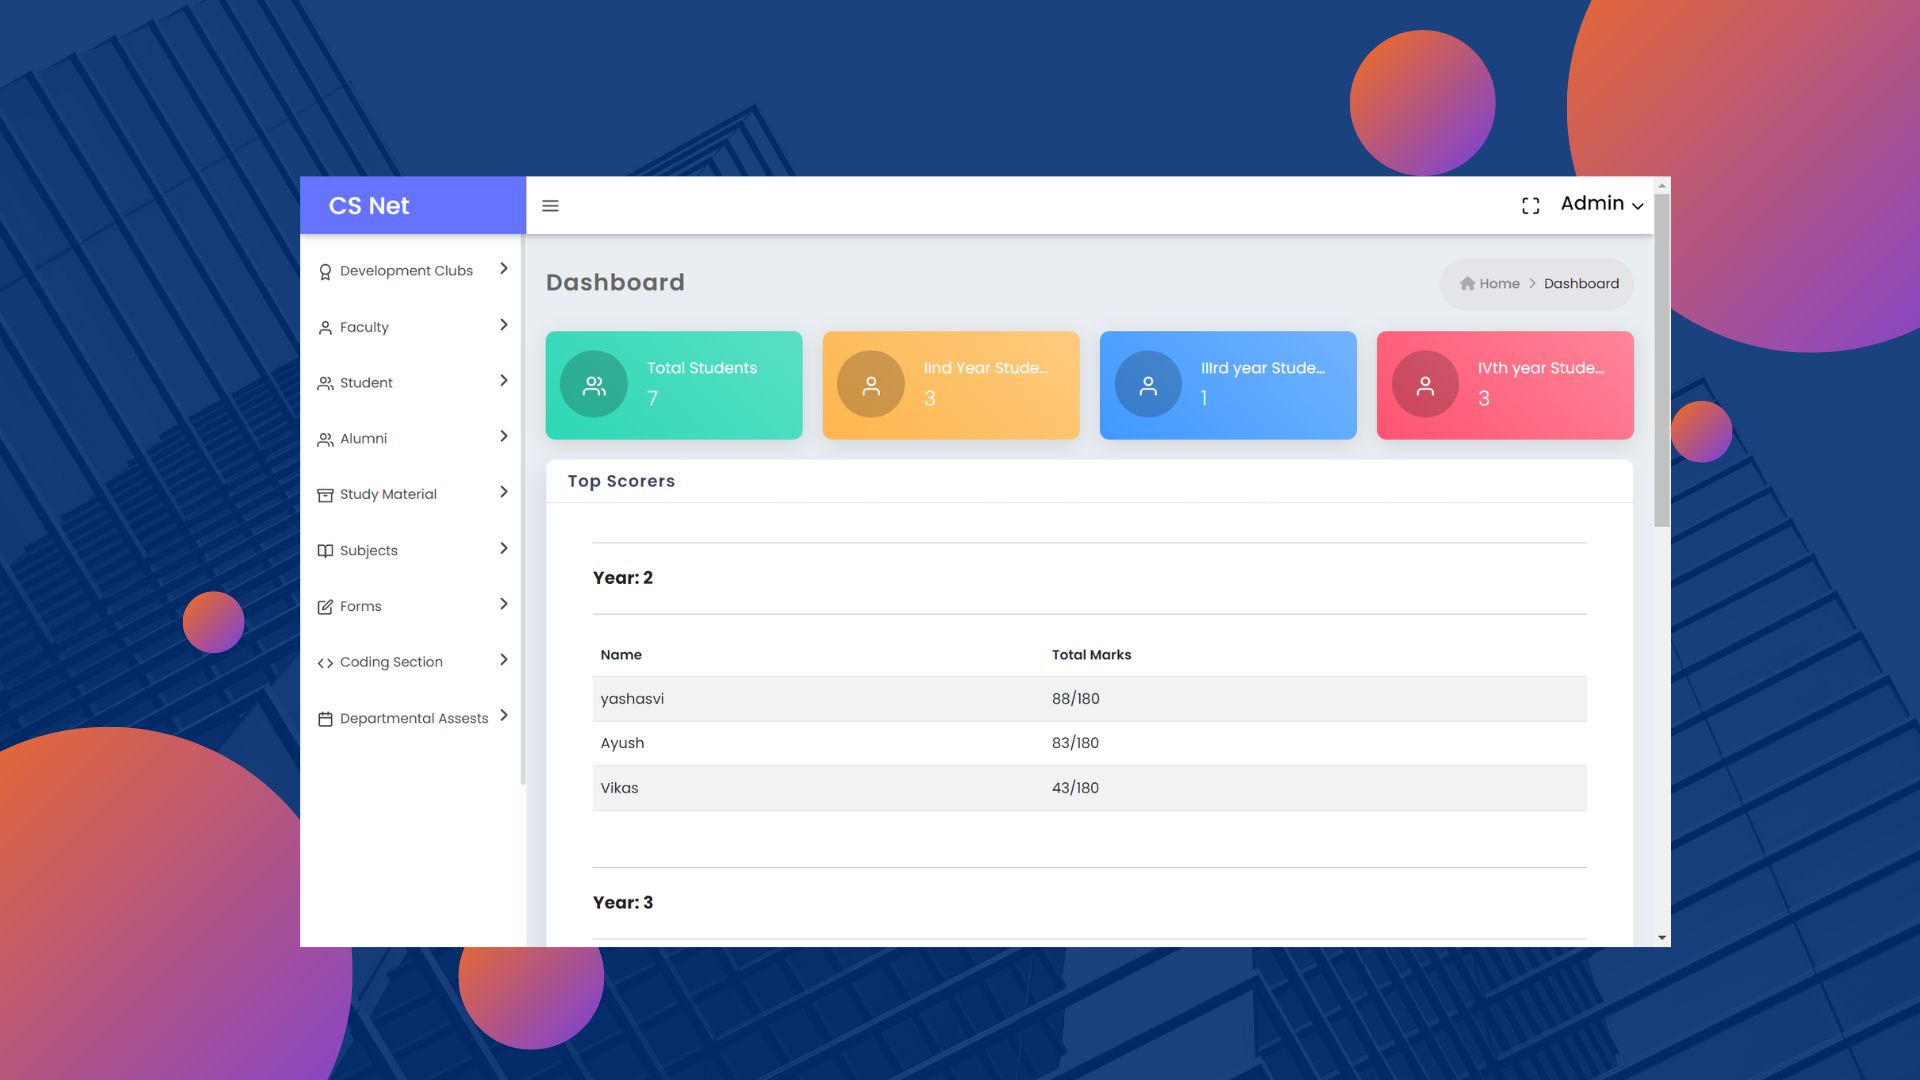 CS Net
Admin
Development Clubs
Faculty
Student
Alumni
Study Material
Subjects
Forms
Coding Section
Departmental Assests
Dashboard
Home > Dashboard
Total Students
7
IInd Year Stude...
3
IIIrd year Stude...
1
IVth year Stude...
3
Top Scorers
Year: 2
Name Total Marks
yashasvi 88/180
Ayush 83/180
Vikas 43/180
Year: 3